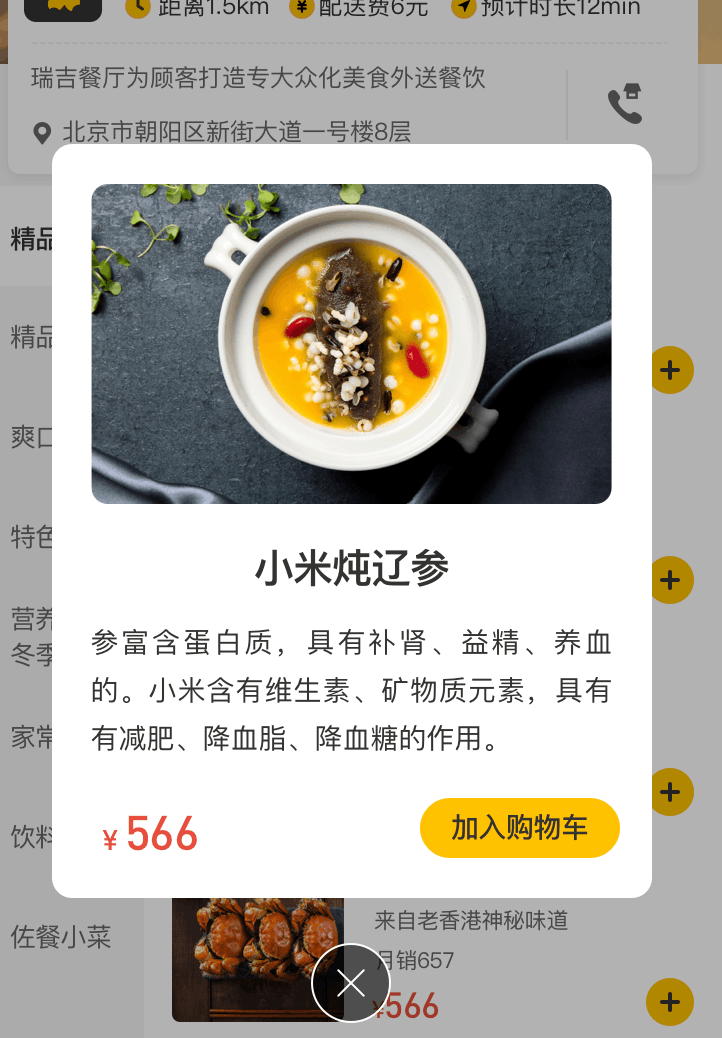 距离1.5km
¥ 配送费6元
预计时长12min
瑞吉餐厅为顾客打造专大众化美食外送餐饮
北京市朝阳区新街大道一号楼8层
精品
精品
爽口
特色
营养
冬季
家常
饮料
佐餐小菜
小米炖辽参
参富含蛋白质，具有补肾、益精、养血
的。小米含有维生素、矿物质元素，具有
有减肥、降血脂、降血糖的作用。
¥ 566
加入购物车
来自老香港神秘味道
月销657
¥566